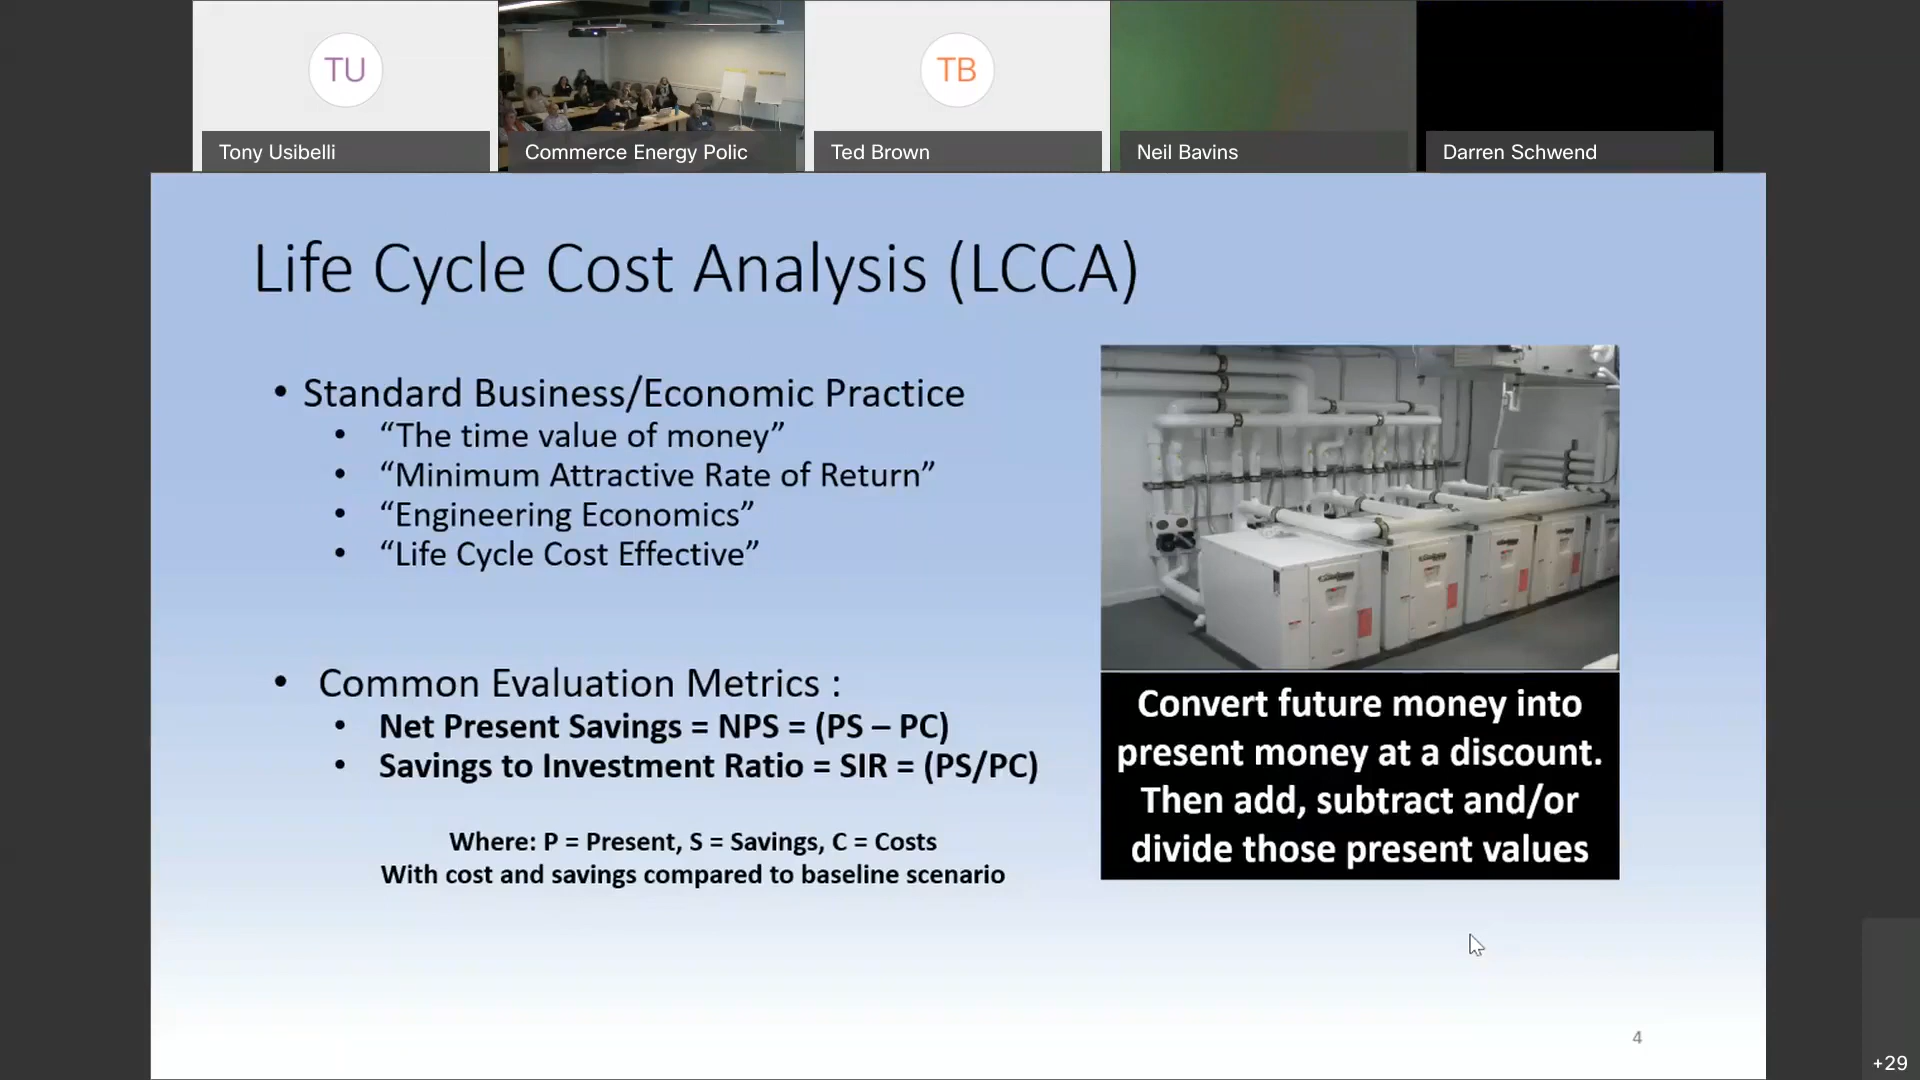 TU
TB
Tony Usibelli
Commerce Energy Polic
Ted Brown
Neil Bavins
Darren Schwend
Life Cycle Cost Analysis (LCCA)
• Standard Business/Economic Practice
• “The time value of money”
• “Minimum Attractive Rate of Return”
• “Engineering Economics”
• “Life Cycle Cost Effective”
• Common Evaluation Metrics :
• Net Present Savings = NPS = (PS – PC)
• Savings to Investment Ratio = SIR = (PS/PC)
Where: P = Present, S = Savings, C = Costs
With cost and savings compared to baseline scenario
Convert future money into
present money at a discount.
Then add, subtract and/or
divide those present values
4
+29